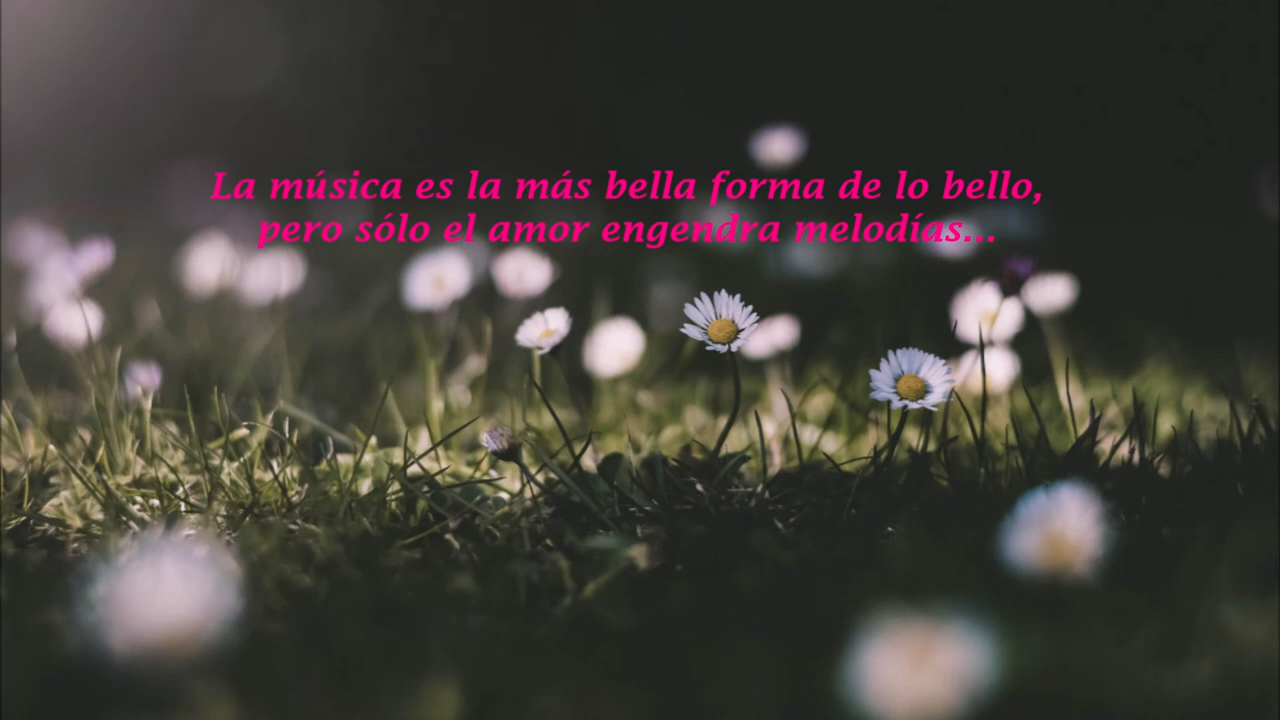 La música es la más bella forma de lo bello,
pero sólo el amor engendra melodías...